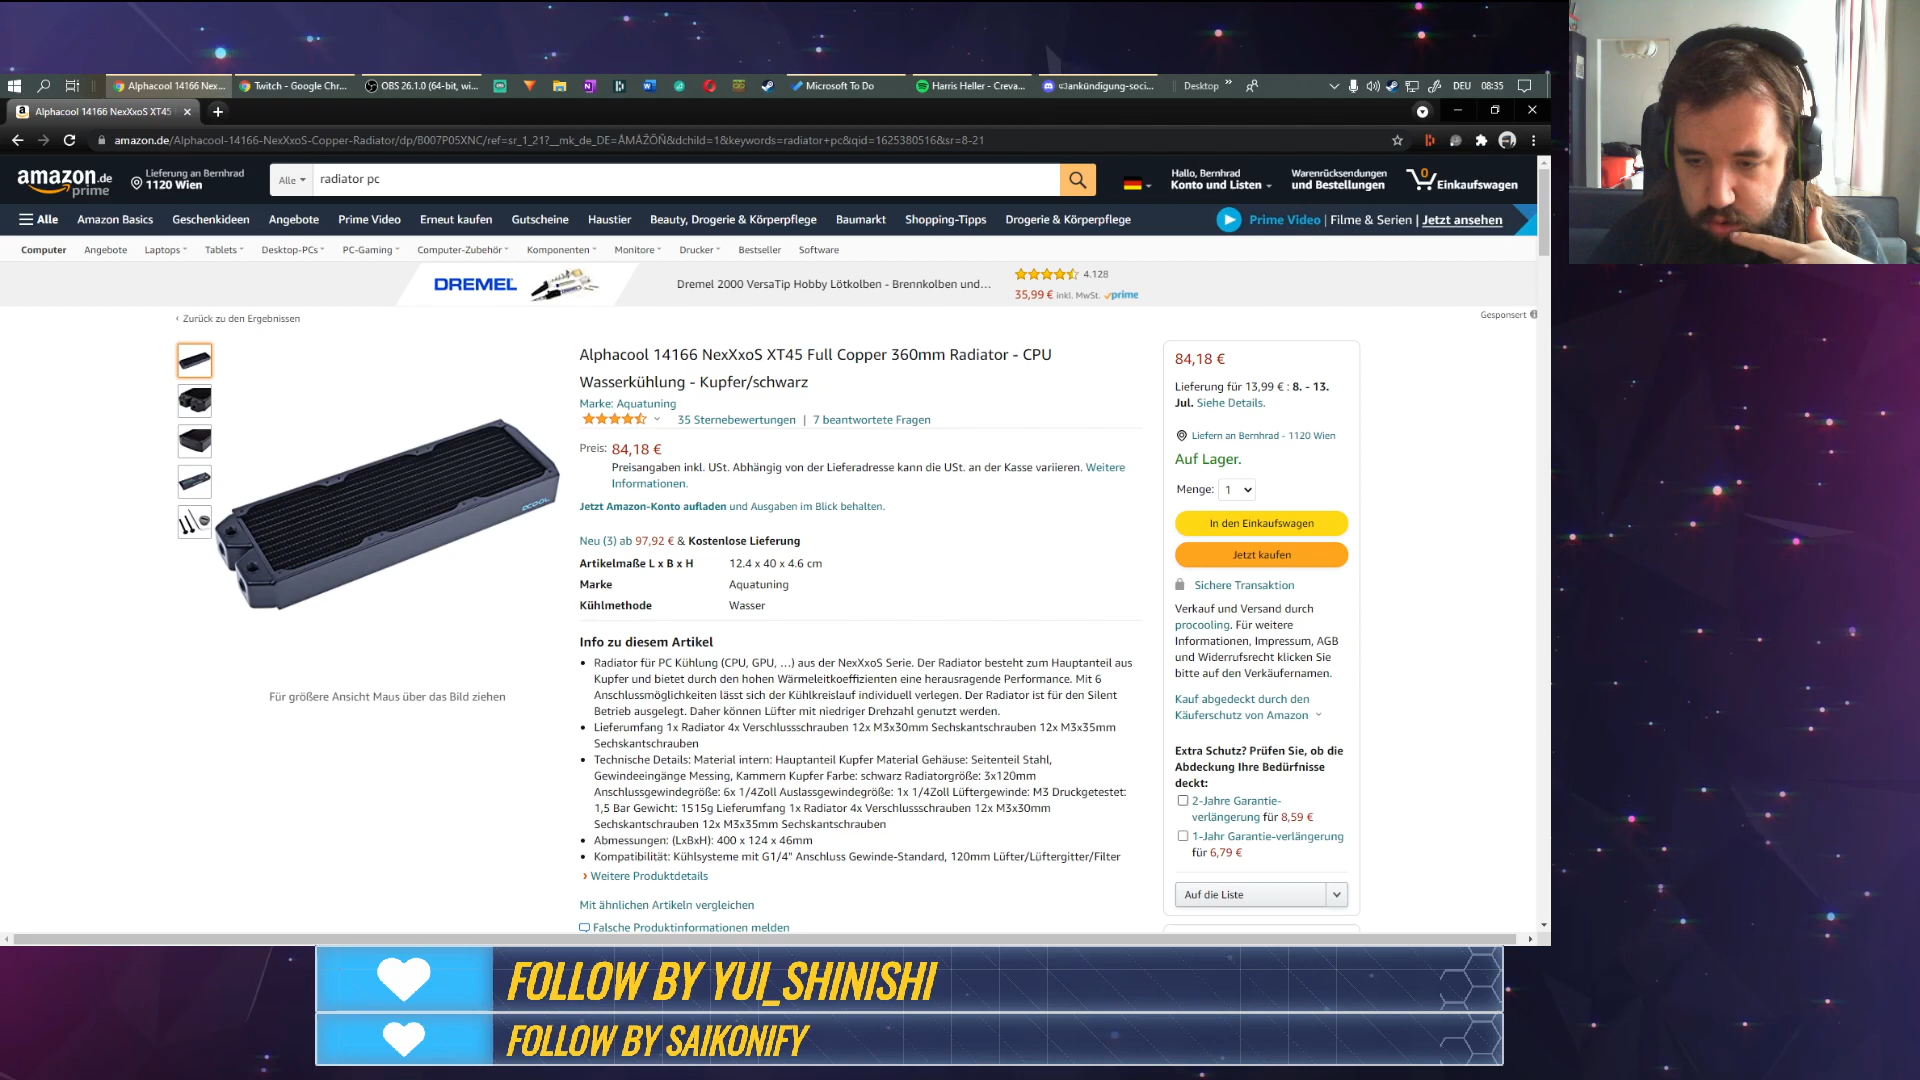 Alphacool 14166 Nex...
Twitch - Google Chr...
OBS 26.1.0 (64-bit, wi...
Microsoft To Do
Harris Heller - Creva...
ankündigung-soci...
Desktop
DEU
08:35
Alphacool 14166 NexXxoS XT45
amazon.de/Alphacool-14166-NexXxoS-Copper-Radiator/dp/B007P05XNC/ref=sr_1_21?__mk_de_DE=ÅMÅŽÕÑ&dchild=1&keywords=radiator+pc&qid=1625380516&sr=8-21
amazon.de
prime
Lieferung an Bernhrad
1120 Wien
Alle
radiator pc
Hallo, Bernhrad
Konto und Listen
Warenrücksendungen
und Bestellungen
0
Einkaufswagen
Alle
Amazon Basics
Geschenkideen
Angebote
Prime Video
Erneut kaufen
Gutscheine
Haustier
Beauty, Drogerie & Körperpflege
Baumarkt
Shopping-Tipps
Drogerie & Körperpflege
Prime Video | Filme & Serien | Jetzt ansehen
Computer
Angebote
Laptops
Tablets
Desktop-PCs
PC-Gaming
Computer-Zubehör
Komponenten
Monitore
Drucker
Bestseller
Software
DREMEL
Dremel 2000 VersaTip Hobby Lötkolben - Brennkolben und...
4.128
35,99 € inkl. MwSt. prime
Gesponsert
‹ Zurück zu den Ergebnissen
Für größere Ansicht Maus über das Bild ziehen
Alphacool 14166 NexXxoS XT45 Full Copper 360mm Radiator - CPU
Wasserkühlung - Kupfer/schwarz
Marke: Aquatuning
35 Sternebewertungen | 7 beantwortete Fragen
Preis: 84,18 €
Preisangaben inkl. USt. Abhängig von der Lieferadresse kann die USt. an der Kasse variieren. Weitere
Informationen.
Jetzt Amazon-Konto aufladen und Ausgaben im Blick behalten.
Neu (3) ab 97,92 € & Kostenlose Lieferung
Artikelmaße L x B x H 12.4 x 40 x 4.6 cm
Marke Aquatuning
Kühlmethode Wasser
Info zu diesem Artikel
• Radiator für PC Kühlung (CPU, GPU, ...) aus der NexXxoS Serie. Der Radiator besteht zum Hauptanteil aus
Kupfer und bietet durch den hohen Wärmeleitkoeffizienten eine herausragende Performance. Mit 6
Anschlussmöglichkeiten lässt sich der Kühlkreislauf individuell verlegen. Der Radiator ist für den Silent
Betrieb ausgelegt. Daher können Lüfter mit niedriger Drehzahl genutzt werden.
• Lieferumfang 1x Radiator 4x Verschlussschrauben 12x M3x30mm Sechskantschrauben 12x M3x35mm
Sechskantschrauben
• Technische Details: Material intern: Hauptanteil Kupfer Material Gehäuse: Seitenteil Stahl,
Gewindeeingänge Messing, Kammern Kupfer Farbe: schwarz Radiatorgröße: 3x120mm
Anschlussgewindegröße: 6x 1/4Zoll Auslassgewindegröße: 1x 1/4Zoll Lüftergewinde: M3 Druckgetestet:
1,5 Bar Gewicht: 1515g Lieferumfang 1x Radiator 4x Verschlussschrauben 12x M3x30mm
Sechskantschrauben 12x M3x35mm Sechskantschrauben
• Abmessungen: (LxBxH): 400 x 124 x 46mm
• Kompatibilität: Kühlsysteme mit G1/4" Anschluss Gewinde-Standard, 120mm Lüfter/Lüftergitter/Filter
› Weitere Produktdetails
Mit ähnlichen Artikeln vergleichen
Falsche Produktinformationen melden
84,18 €
Lieferung für 13,99 € : 8. - 13.
Jul. Siehe Details.
Liefern an Bernhrad - 1120 Wien
Auf Lager.
Menge: 1
In den Einkaufswagen
Jetzt kaufen
Sichere Transaktion
Verkauf und Versand durch
procooling. Für weitere
Informationen, Impressum, AGB
und Widerrufsrecht klicken Sie
bitte auf den Verkäufernamen.
Kauf abgedeckt durch den
Käuferschutz von Amazon
Extra Schutz? Prüfen Sie, ob die
Abdeckung Ihre Bedürfnisse
deckt:
2-Jahre Garantie-
verlängerung für 8,59 €
1-Jahr Garantie-verlängerung
für 6,79 €
Auf die Liste
FOLLOW BY YUI_SHINISHI
FOLLOW BY SAIKONIFY